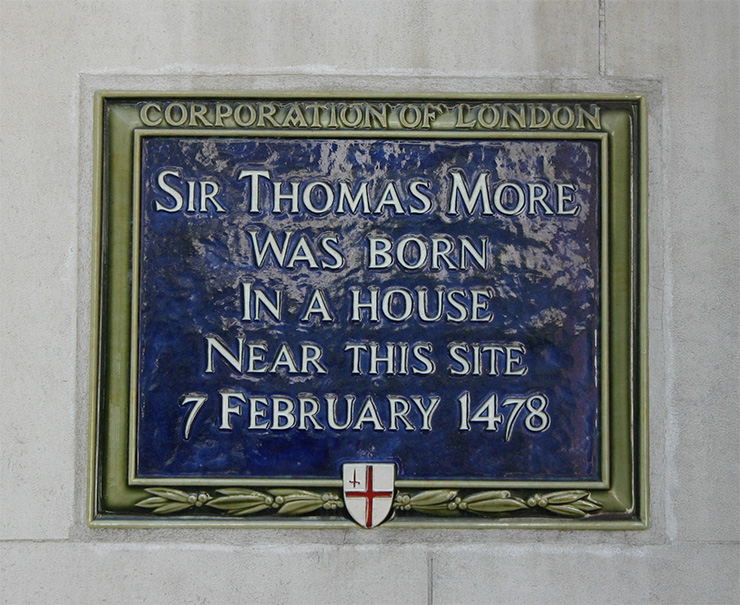 CORPORATION OF LONDON
SIR THOMAS MORE
WAS BORN
IN A HOUSE
NEAR THIS SITE
7 FEBRUARY 1478